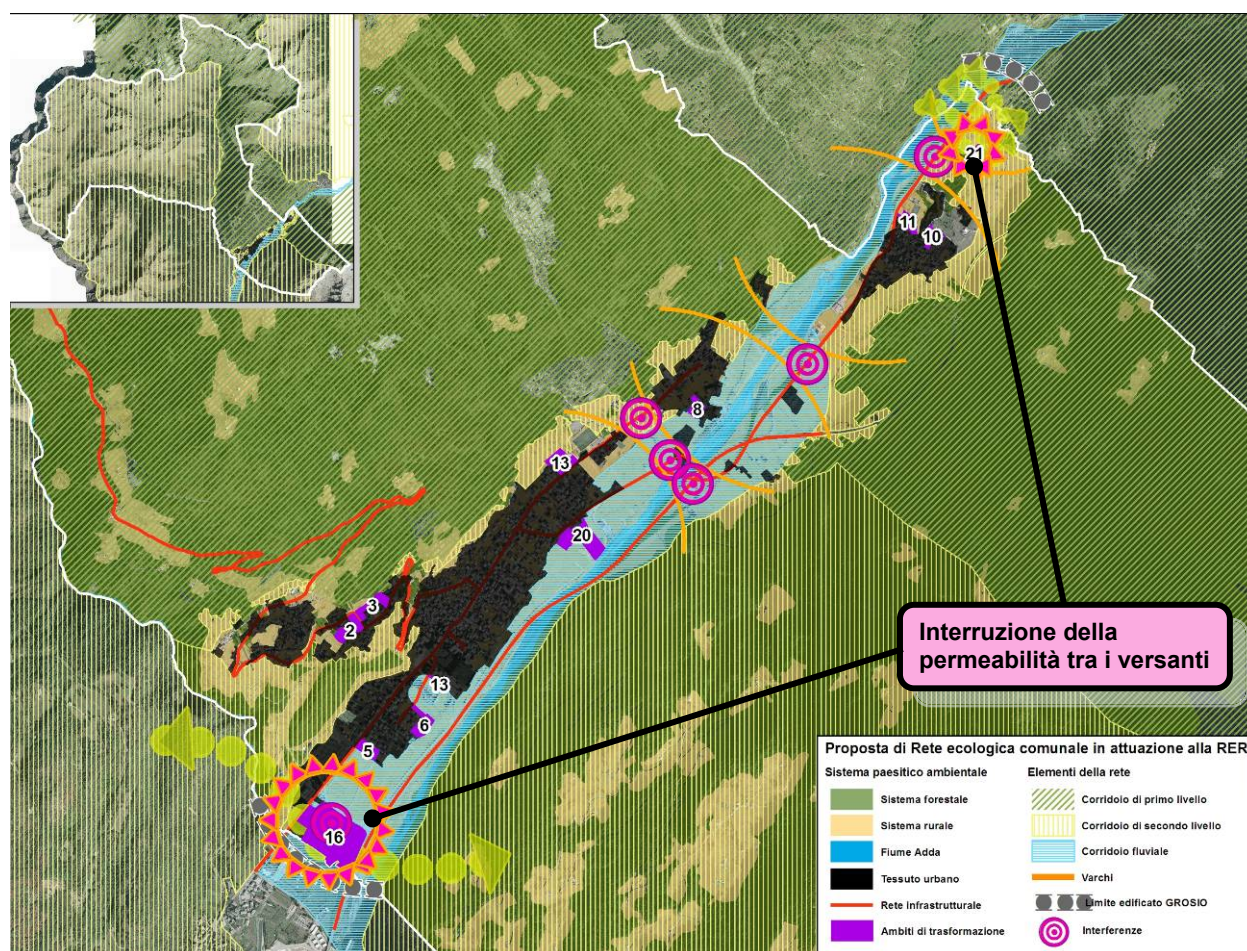 21
11
10
8
13
20
3
2
Interruzione della
permeabilità tra i versanti
13
6
5
16
Proposta di Rete ecologica comunale in attuazione alla RER
Sistema paesitico ambientale
Sistema forestale
Sistema rurale
Fiume Adda
Tessuto urbano
Rete infrastrutturale
Ambiti di trasformazione
Elementi della rete
Corridoio di primo livello
Corridoio di secondo livello
Corridoio fluviale
Varchi
Limite edificato GROSIO
Interferenze